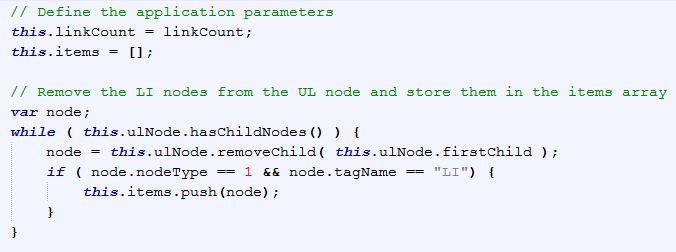 // Define the application parameters
this.linkCount = linkCount;
this.items = [];
// Remove the LI nodes from the UL node and store them in the items array
var node;
while ( this.ulNode.hasChildNodes() ) {
node = this.ulNode.removeChild( this.ulNode.firstChild );
if ( node.nodeType == 1 && node.tagName == "LI") {
this.items.push(node);
}
}